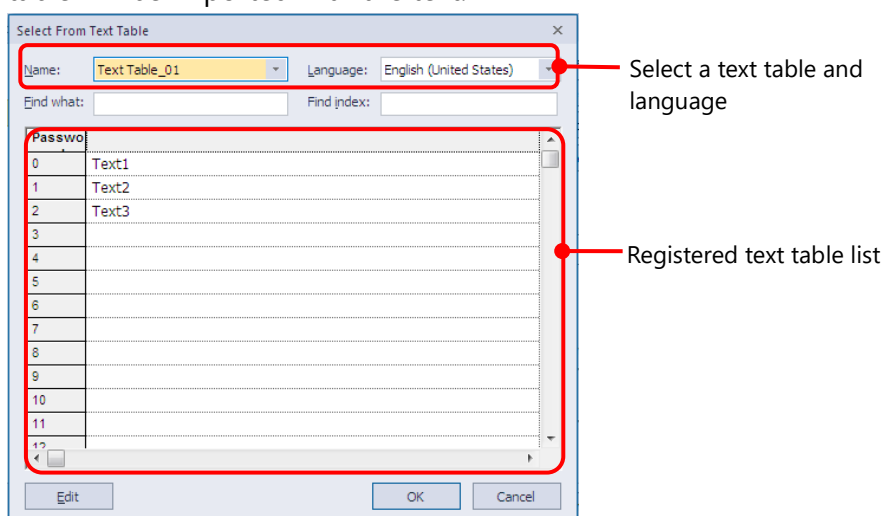 Select From Text Table
Name: Text Table_01 Language: English (United States)
Select a text table and
language
Find what: Find index:
Passwo
0 Text1
1 Text2
2 Text3
3
4
5
Registered text table list
6
7
8
9
10
11
12
Edit OK Cancel